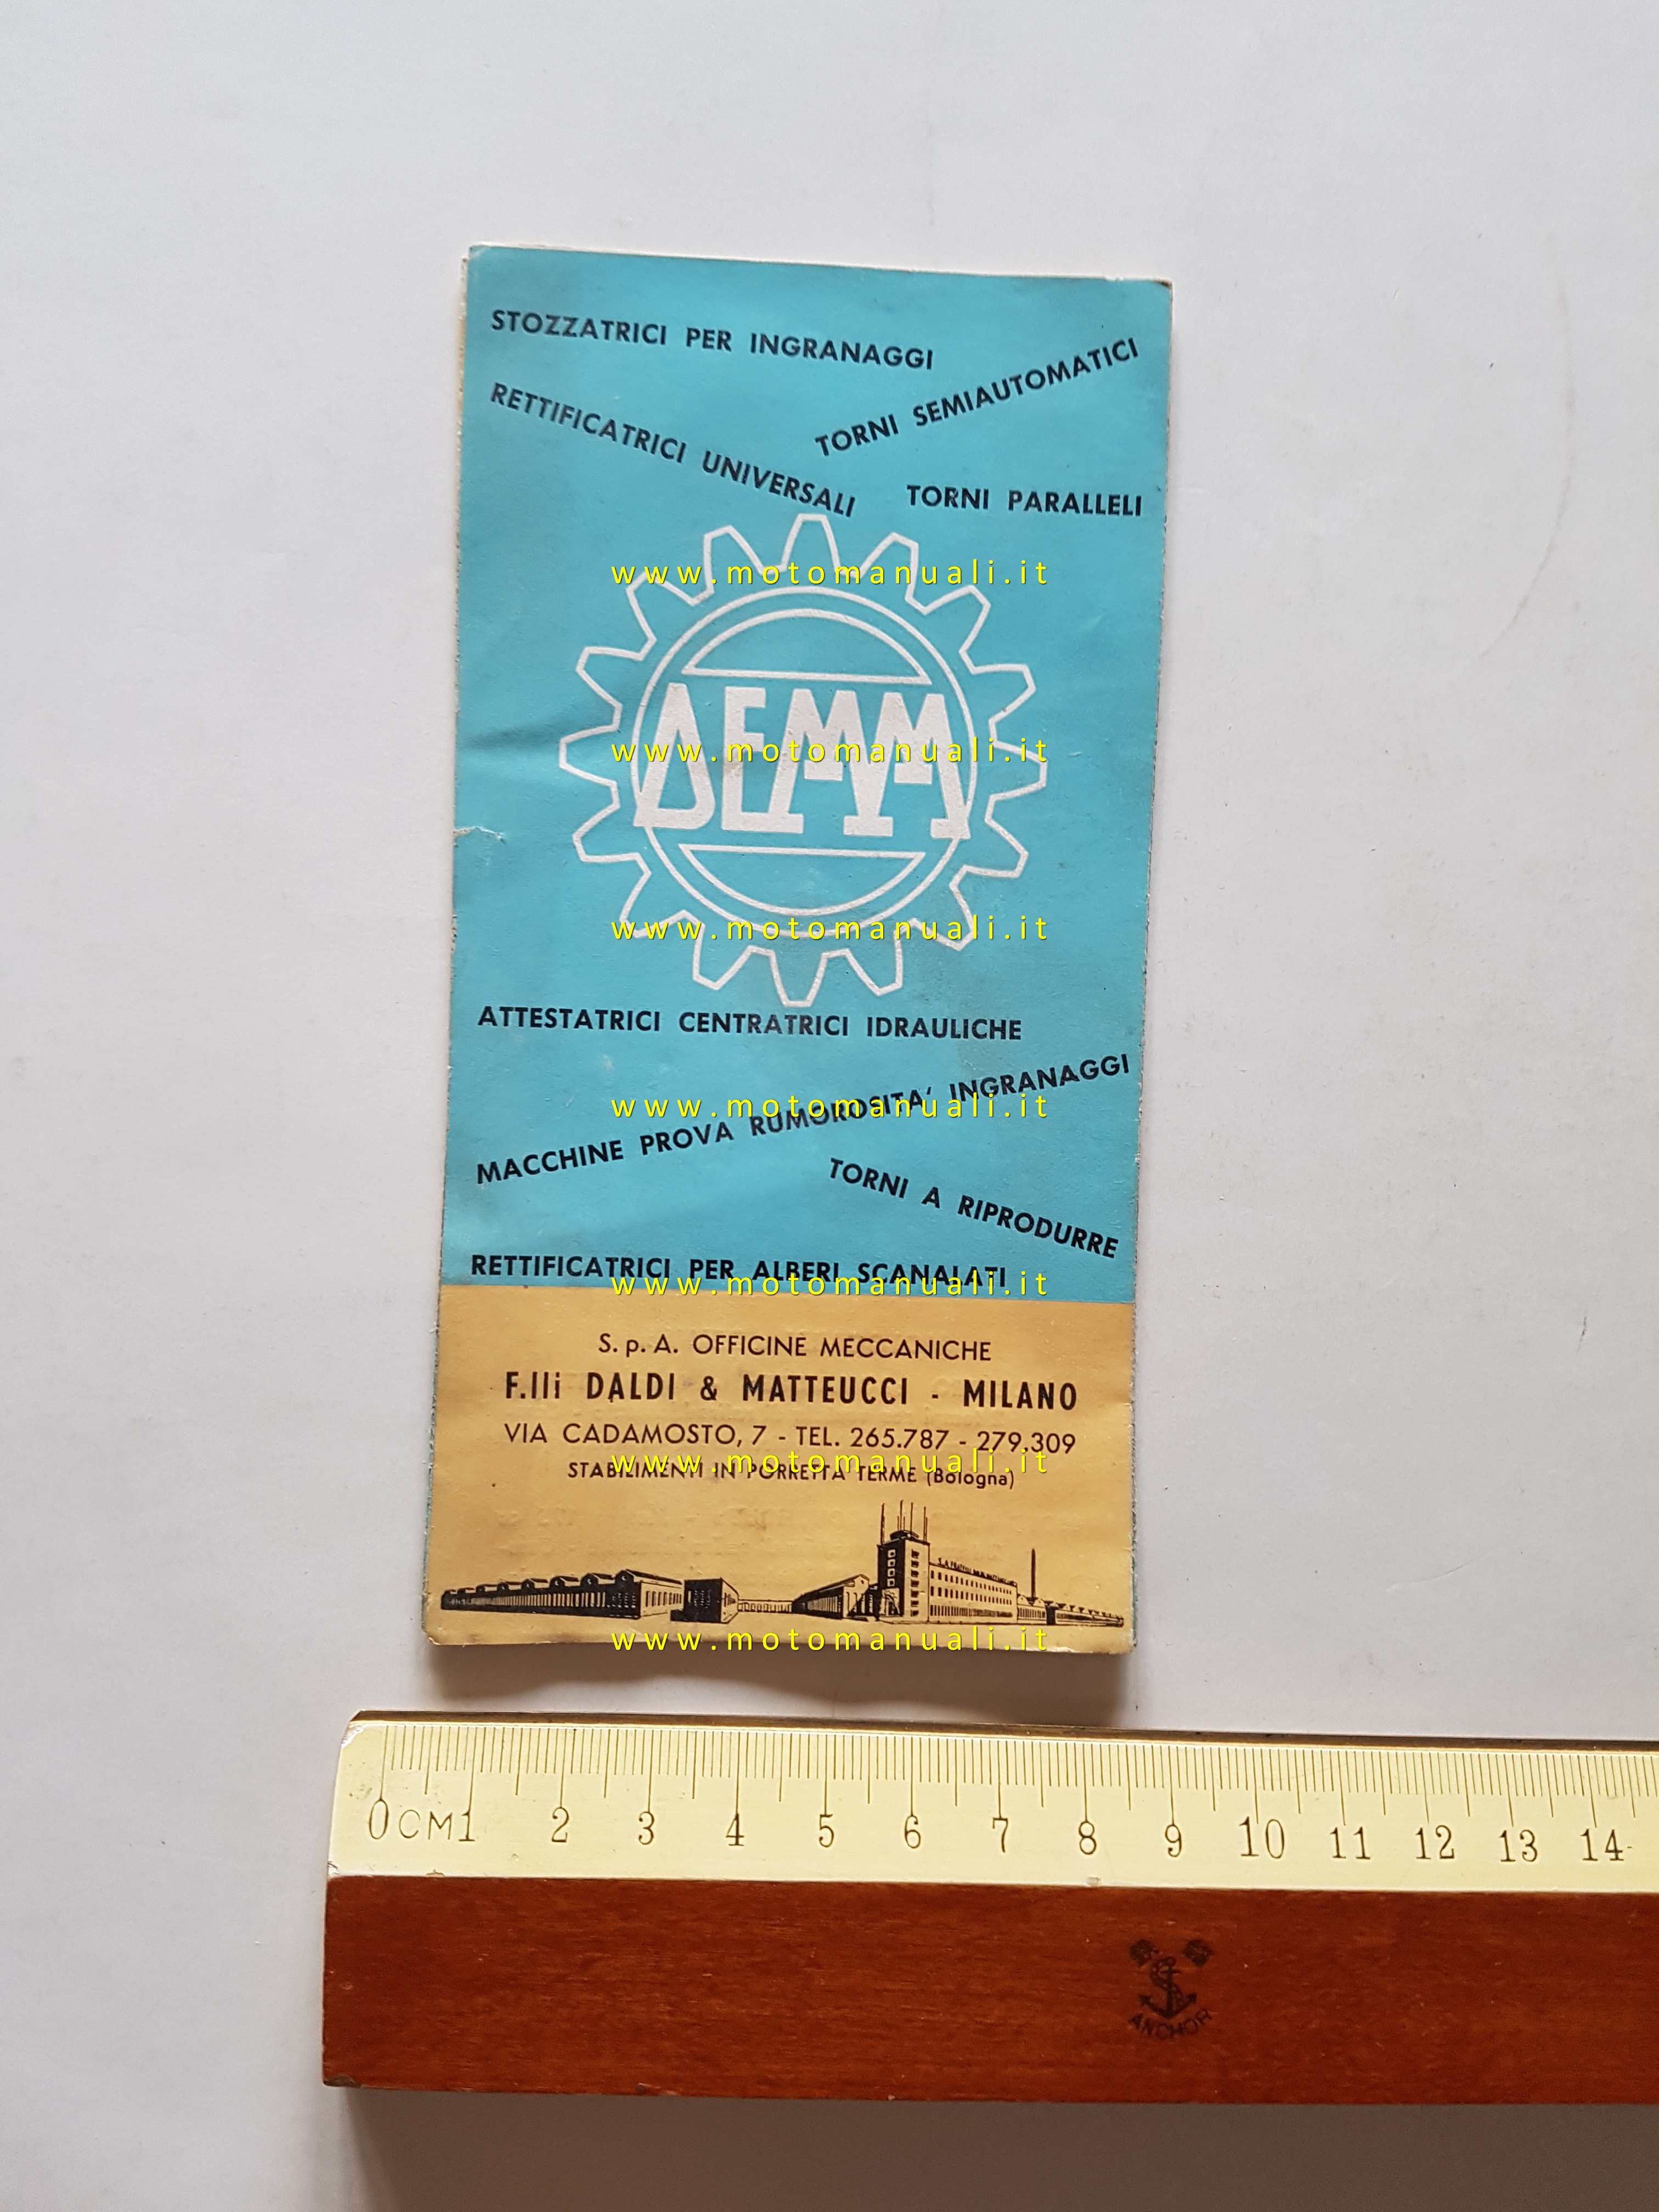 STOZZATRICI PER INGRANAGGI
TORNI SEMIAUTOMATICI
RETTIFICATRICI UNIVERSALI
TORNI PARALLELI
www.motomanuali.it
DEMM
www.motomanuali.it
www.motomanuali.it
ATTESTATRICI CENTRATRICI IDRAULICHE
MACCHINE PROVA RUMOROSITA' INGRANAGGI
www.motomanuali.it
TORNI A RIPRODURRE
RETTIFICATRICI PER ALBERI SCANALATI
www.motomanuali.it
S.p.A. OFFICINE MECCANICHE
F.lli DALDI & MATTEUCCI - MILANO
VIA CADAMOSTO, 7 - TEL. 265.787 - 279.309
www.motomanuali.it
STABILIMENTI IN PORRETTA TERME (Bologna)
www.motomanuali.it
0 CM 1 2 3 4 5 6 7 8 9 10 11 12 13 14
ANCHOR